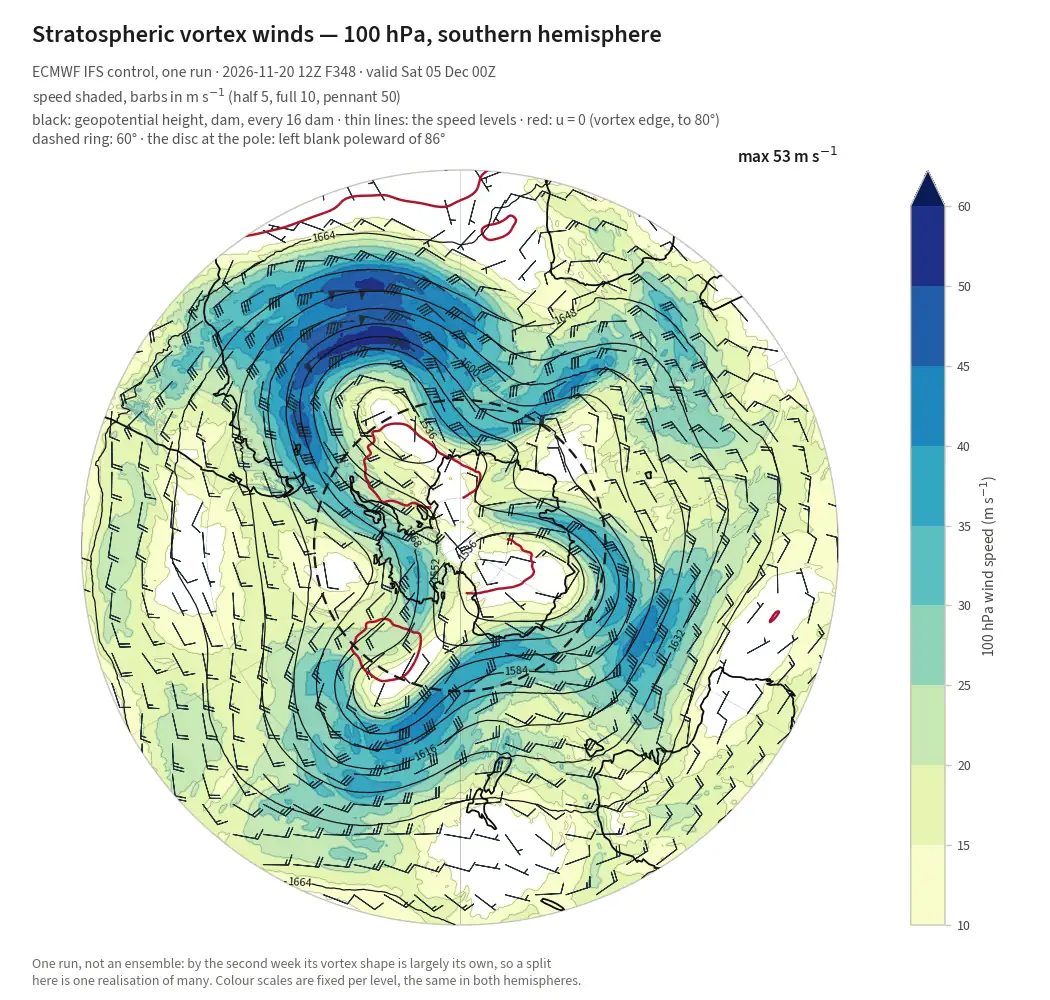 Stratospheric vortex winds — 100 hPa, southern hemisphere
ECMWF IFS control, one run · 2026-11-20 12Z F348 · valid Sat 05 Dec 00Z
speed shaded, barbs in m s⁻¹ (half 5, full 10, pennant 50)
black: geopotential height, dam, every 16 dam · thin lines: the speed levels · red: u = 0 (vortex edge, to 80°)
dashed ring: 60° · the disc at the pole: left blank poleward of 86°
max 53 m s⁻¹
1664
1648
1600
1536
1536
1552
1632
1584
1616
1664
60
50
45
40
35
30
25
20
15
10
100 hPa wind speed (m s⁻¹)
One run, not an ensemble: by the second week its vortex shape is largely its own, so a split
here is one realisation of many. Colour scales are fixed per level, the same in both hemispheres.